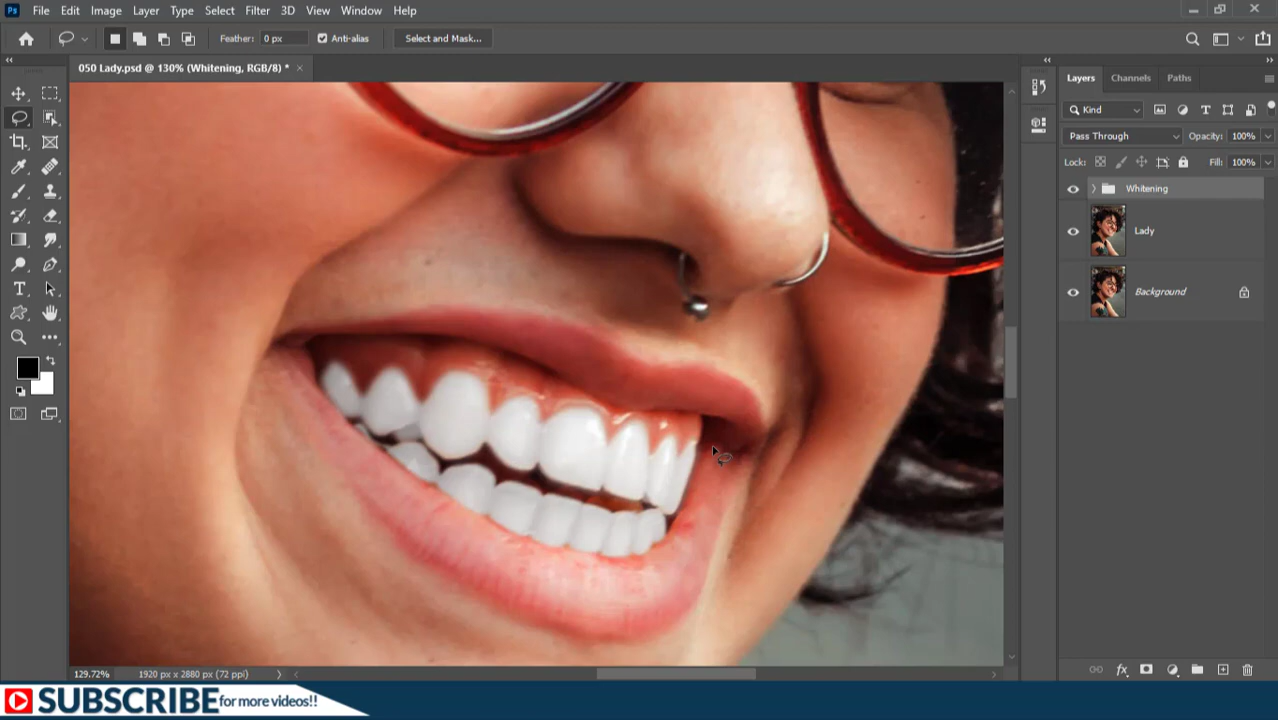 Ps File Edit Image Layer Type Select Filter 3D View Window Help
Feather: 0 px Anti-alias Select and Mask...
050 Lady.psd @ 130% (Whitening, RGB/8) *
Layers Channels Paths
Kind
Pass Through Opacity: 100%
Lock: Fill: 100%
Whitening
Lady
Background
129.72% 1920 px x 2880 px (72 ppi)
SUBSCRIBE for more videos!!